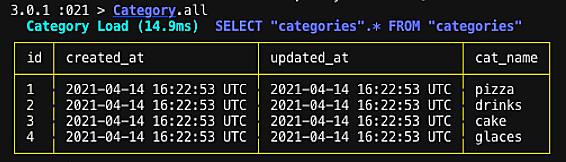 3.0.1 :021 > Category.all
Category Load (14.9ms)  SELECT "categories".* FROM "categories"
id | created_at | updated_at | cat_name
1 | 2021-04-14 16:22:53 UTC | 2021-04-14 16:22:53 UTC | pizza
2 | 2021-04-14 16:22:53 UTC | 2021-04-14 16:22:53 UTC | drinks
3 | 2021-04-14 16:22:53 UTC | 2021-04-14 16:22:53 UTC | cake
4 | 2021-04-14 16:22:53 UTC | 2021-04-14 16:22:53 UTC | glaces